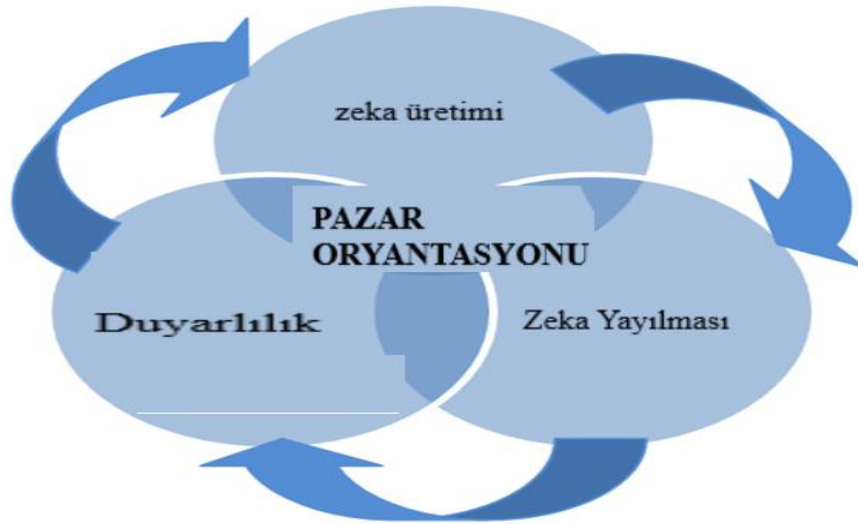 zeka üretimi
PAZAR
ORYANTASYONU
Duyarlılık
Zeka Yayılması